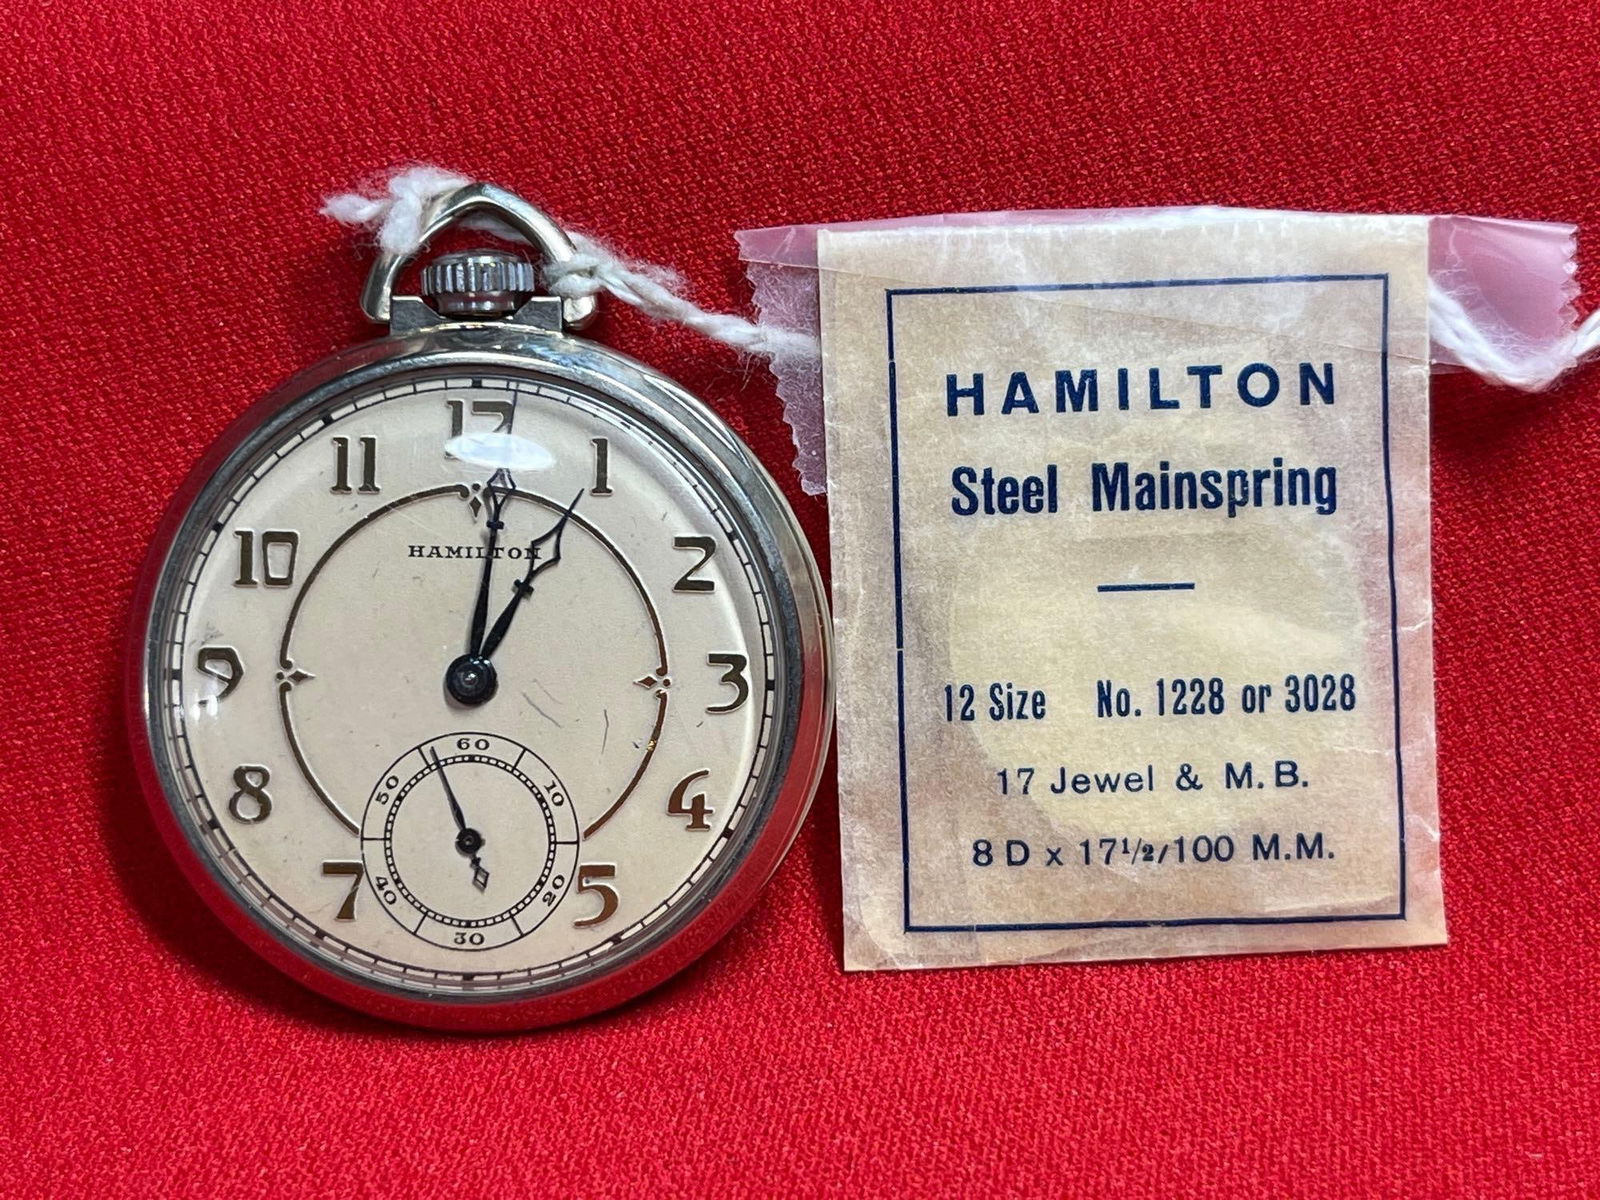 12
11 1
10 2
HAMILTON
9 3
8 4
7 5
60
50 10
40 20
30
HAMILTON
Steel Mainspring
12 Size No. 1228 or 3028
17 Jewel & M.B.
8 D x 17 1/2/100 M.M.